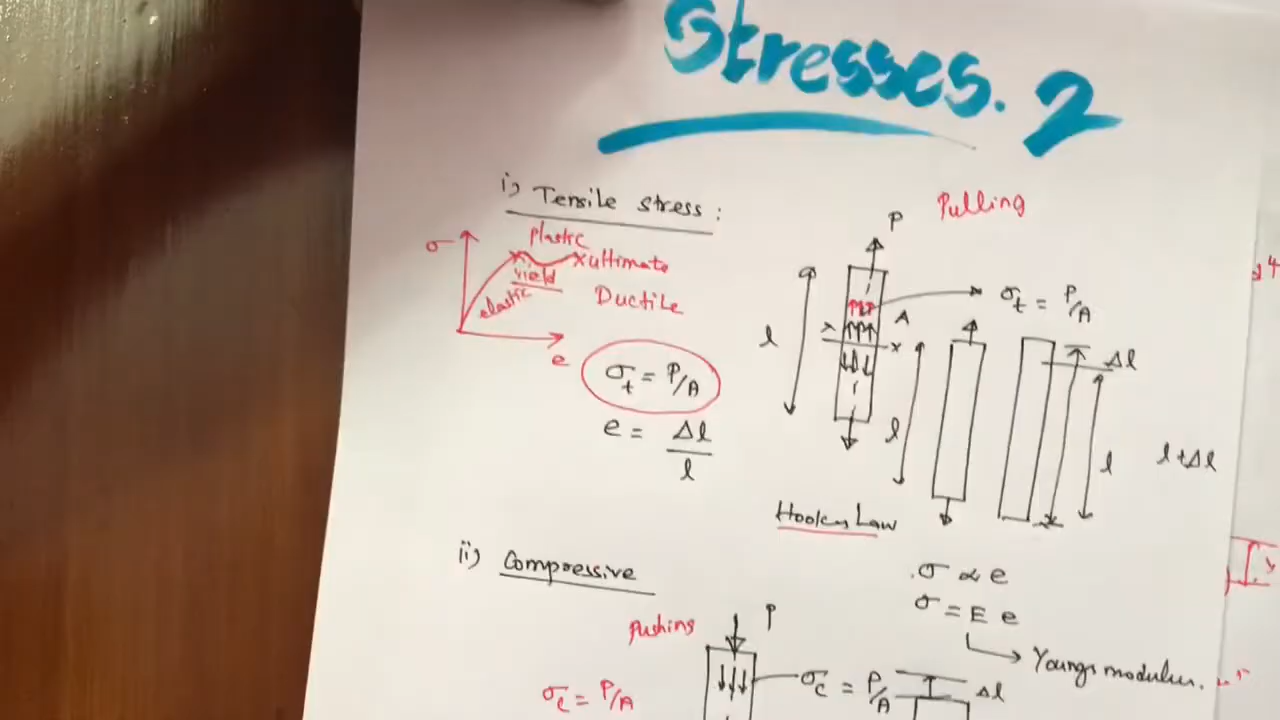 Stresses. 2
i) Tensile stress:
Pulling
P
σ
plastic
x ultimate
yield
elastic
Ductile
e
σt = P/A
e = Δl/l
l
A
x x
σt = P/A
l
Δl
l
l+Δl
Hookes Law
σ ∝ e
σ = E e
Youngs modulus.
ii) Compressive
Pushing
P
σc = P/A
σc = P/A
Δl